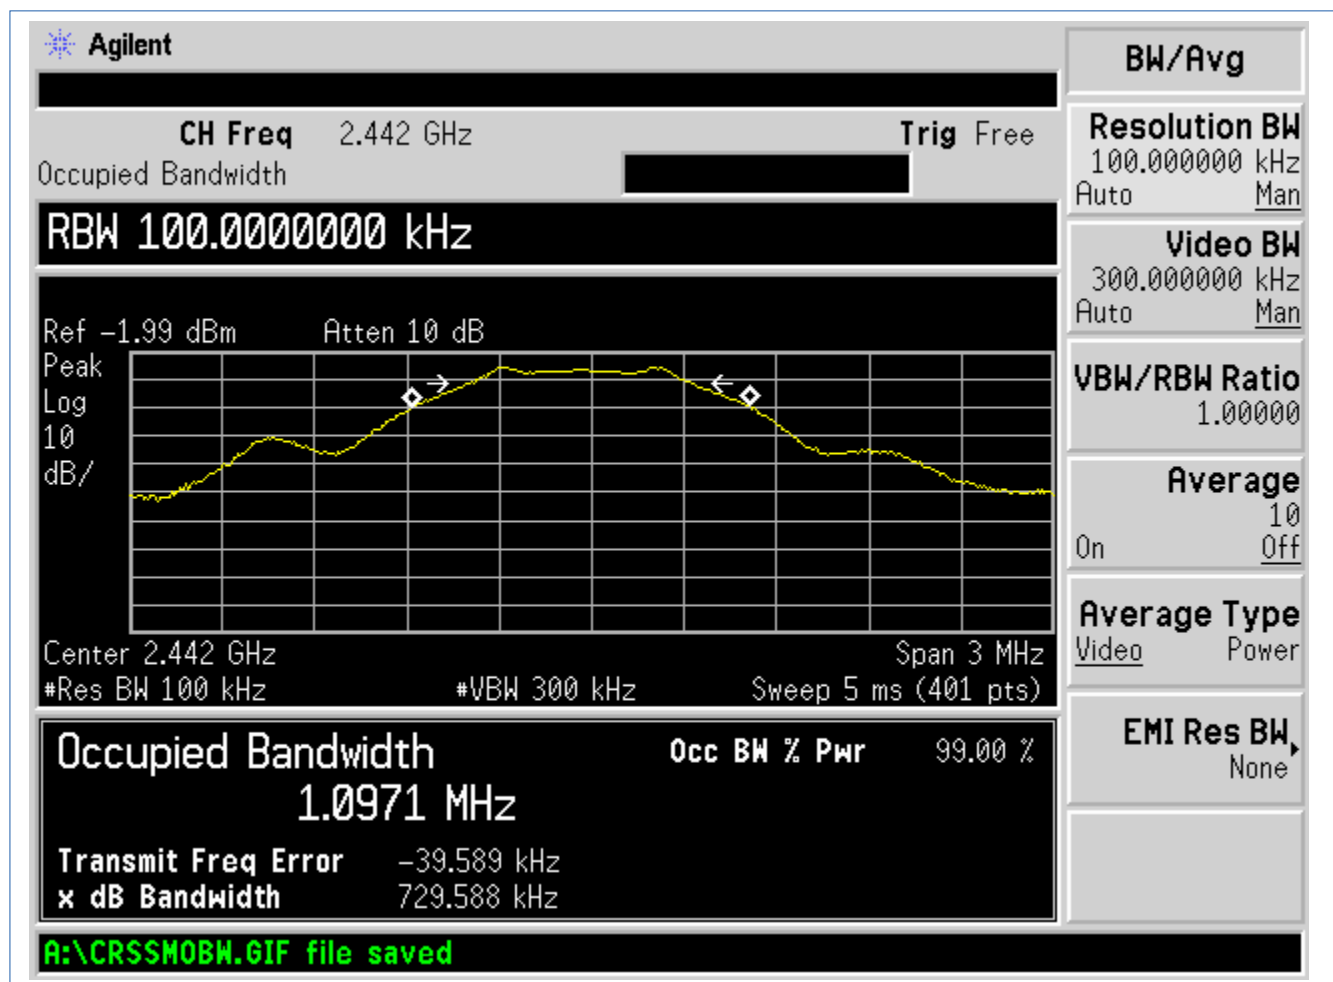 Agilent
BW/Avg
CH Freq 2.442 GHz Trig Free
Occupied Bandwidth
RBW 100.0000000 kHz
Ref -1.99 dBm Atten 10 dB
Peak
Log
10
dB/
Center 2.442 GHz Span 3 MHz
#Res BW 100 kHz #VBW 300 kHz Sweep 5 ms (401 pts)
Occupied Bandwidth Occ BW % Pwr 99.00 %
1.0971 MHz
Transmit Freq Error -39.589 kHz
x dB Bandwidth 729.588 kHz
A:\CRSSMOBW.GIF file saved
Resolution BW
100.000000 kHz
Auto Man
Video BW
300.000000 kHz
Auto Man
VBW/RBW Ratio
1.00000
Average
10
On Off
Average Type
Video Power
EMI Res BW
None